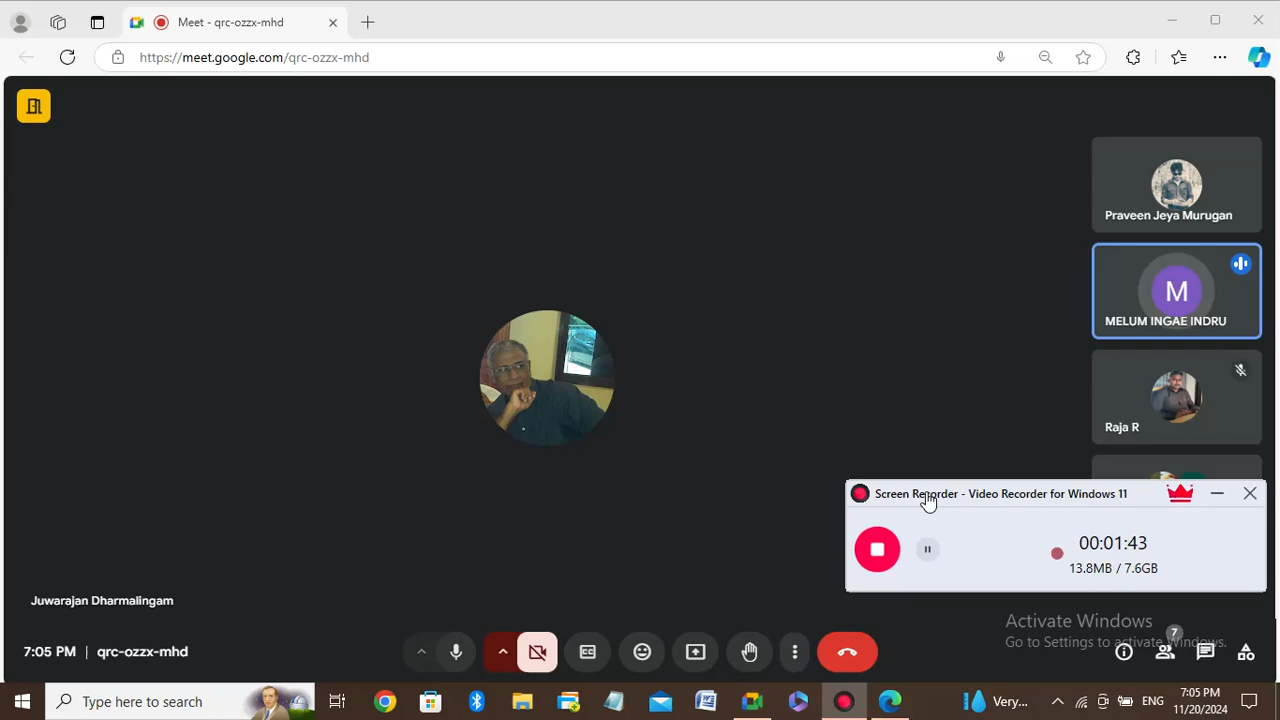 Meet - qrc-ozzx-mhd
https://meet.google.com/qrc-ozzx-mhd
Praveen Jeya Murugan
M
MELUM INGAE INDRU
Raja R
Screen Recorder - Video Recorder for Windows 11
00:01:43
13.8MB / 7.6GB
Juwarajan Dharmalingam
Activate Windows
Go to Settings to activate Windows.
7:05 PM | qrc-ozzx-mhd
7
Type here to search
Very...
ENG
7:05 PM
11/20/2024